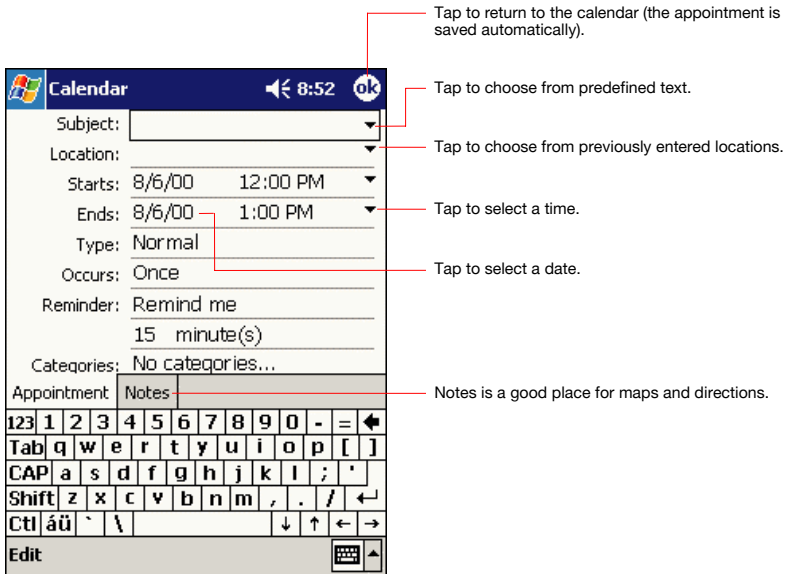 Tap to return to the calendar (the appointment is
saved automatically).
Calendar 8:52 ok
Tap to choose from predefined text.
Subject:
Location:
Tap to choose from previously entered locations.
Starts: 8/6/00 12:00 PM
Ends: 8/6/00 1:00 PM
Tap to select a time.
Type: Normal
Occurs: Once
Tap to select a date.
Reminder: Remind me
15 minute(s)
Categories: No categories...
Appointment Notes
Notes is a good place for maps and directions.
123 1 2 3 4 5 6 7 8 9 0 - =
Tab q w e r t y u i o p [ ]
CAP a s d f g h j k l ; '
Shift z x c v b n m , . /
Ctl áü ` \ ↓ ↑ ← →
Edit